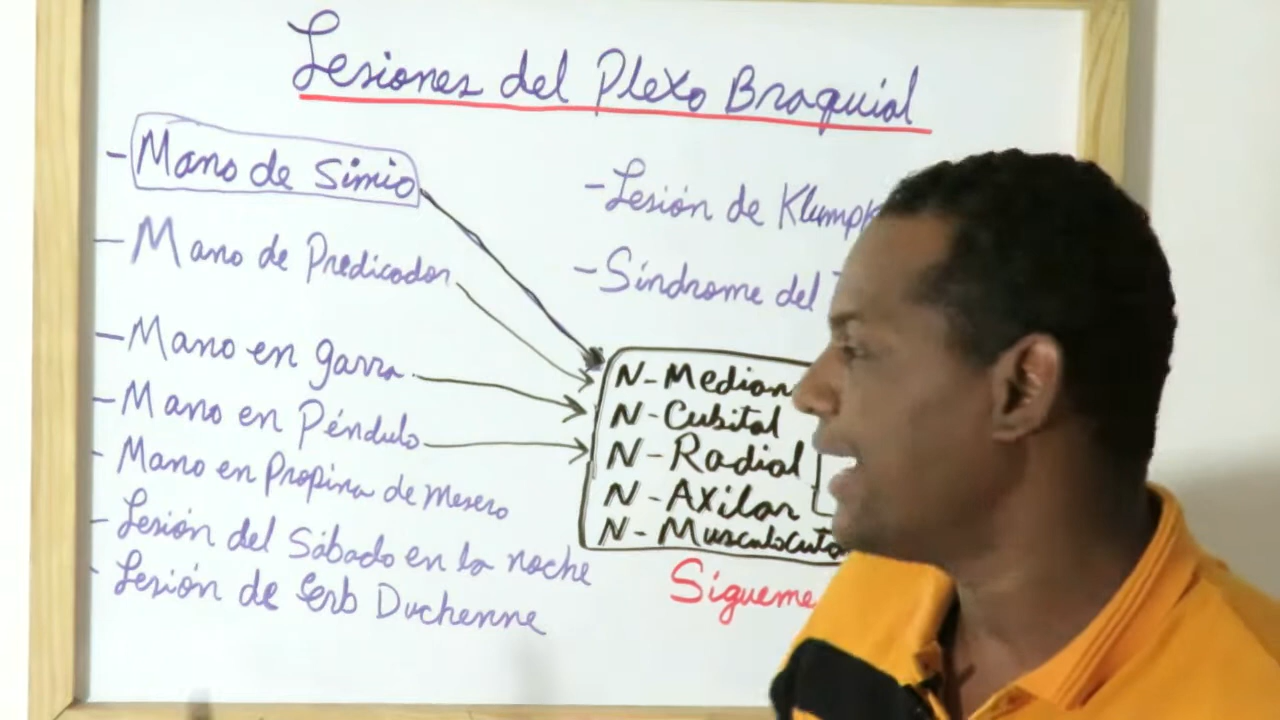 Lesiones del Plexo Braquial
- Mano de Simio
- Mano de Predicador
- Mano en garra
- Mano en Péndulo
- Mano en Propina de mesero
- Lesión del Sábado en la noche
- Lesión de Erb Duchenne
- Lesión de Klumpk
- Síndrome del
N - Median
N - Cubital
N - Radial
N - Axilar
N - Musculocuta
Sigueme